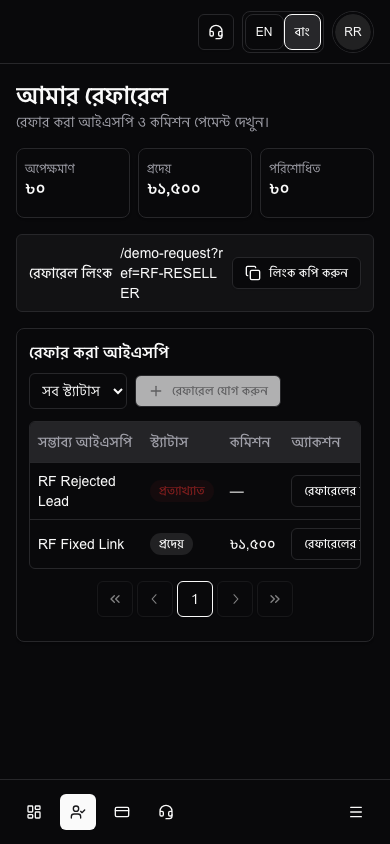 EN
বাং
RR
আমার রেফারেল
রেফার করা আইএসপি ও কমিশন পেমেন্ট দেখুন।
অপেক্ষমাণ
৳০
প্রদেয়
৳১,৫০০
পরিশোধিত
৳০
রেফারেল লিংক
/demo-request?r
ef=RF-RESELL
ER
লিংক কপি করুন
রেফার করা আইএসপি
সব স্ট্যাটাস
রেফারেল যোগ করুন
সম্ভাব্য আইএসপি স্ট্যাটাস কমিশন অ্যাকশন
RF Rejected
Lead
প্রত্যাখ্যাত
—
রেফারেলের
RF Fixed Link
প্রদেয়
৳১,৫০০
রেফারেলের
1